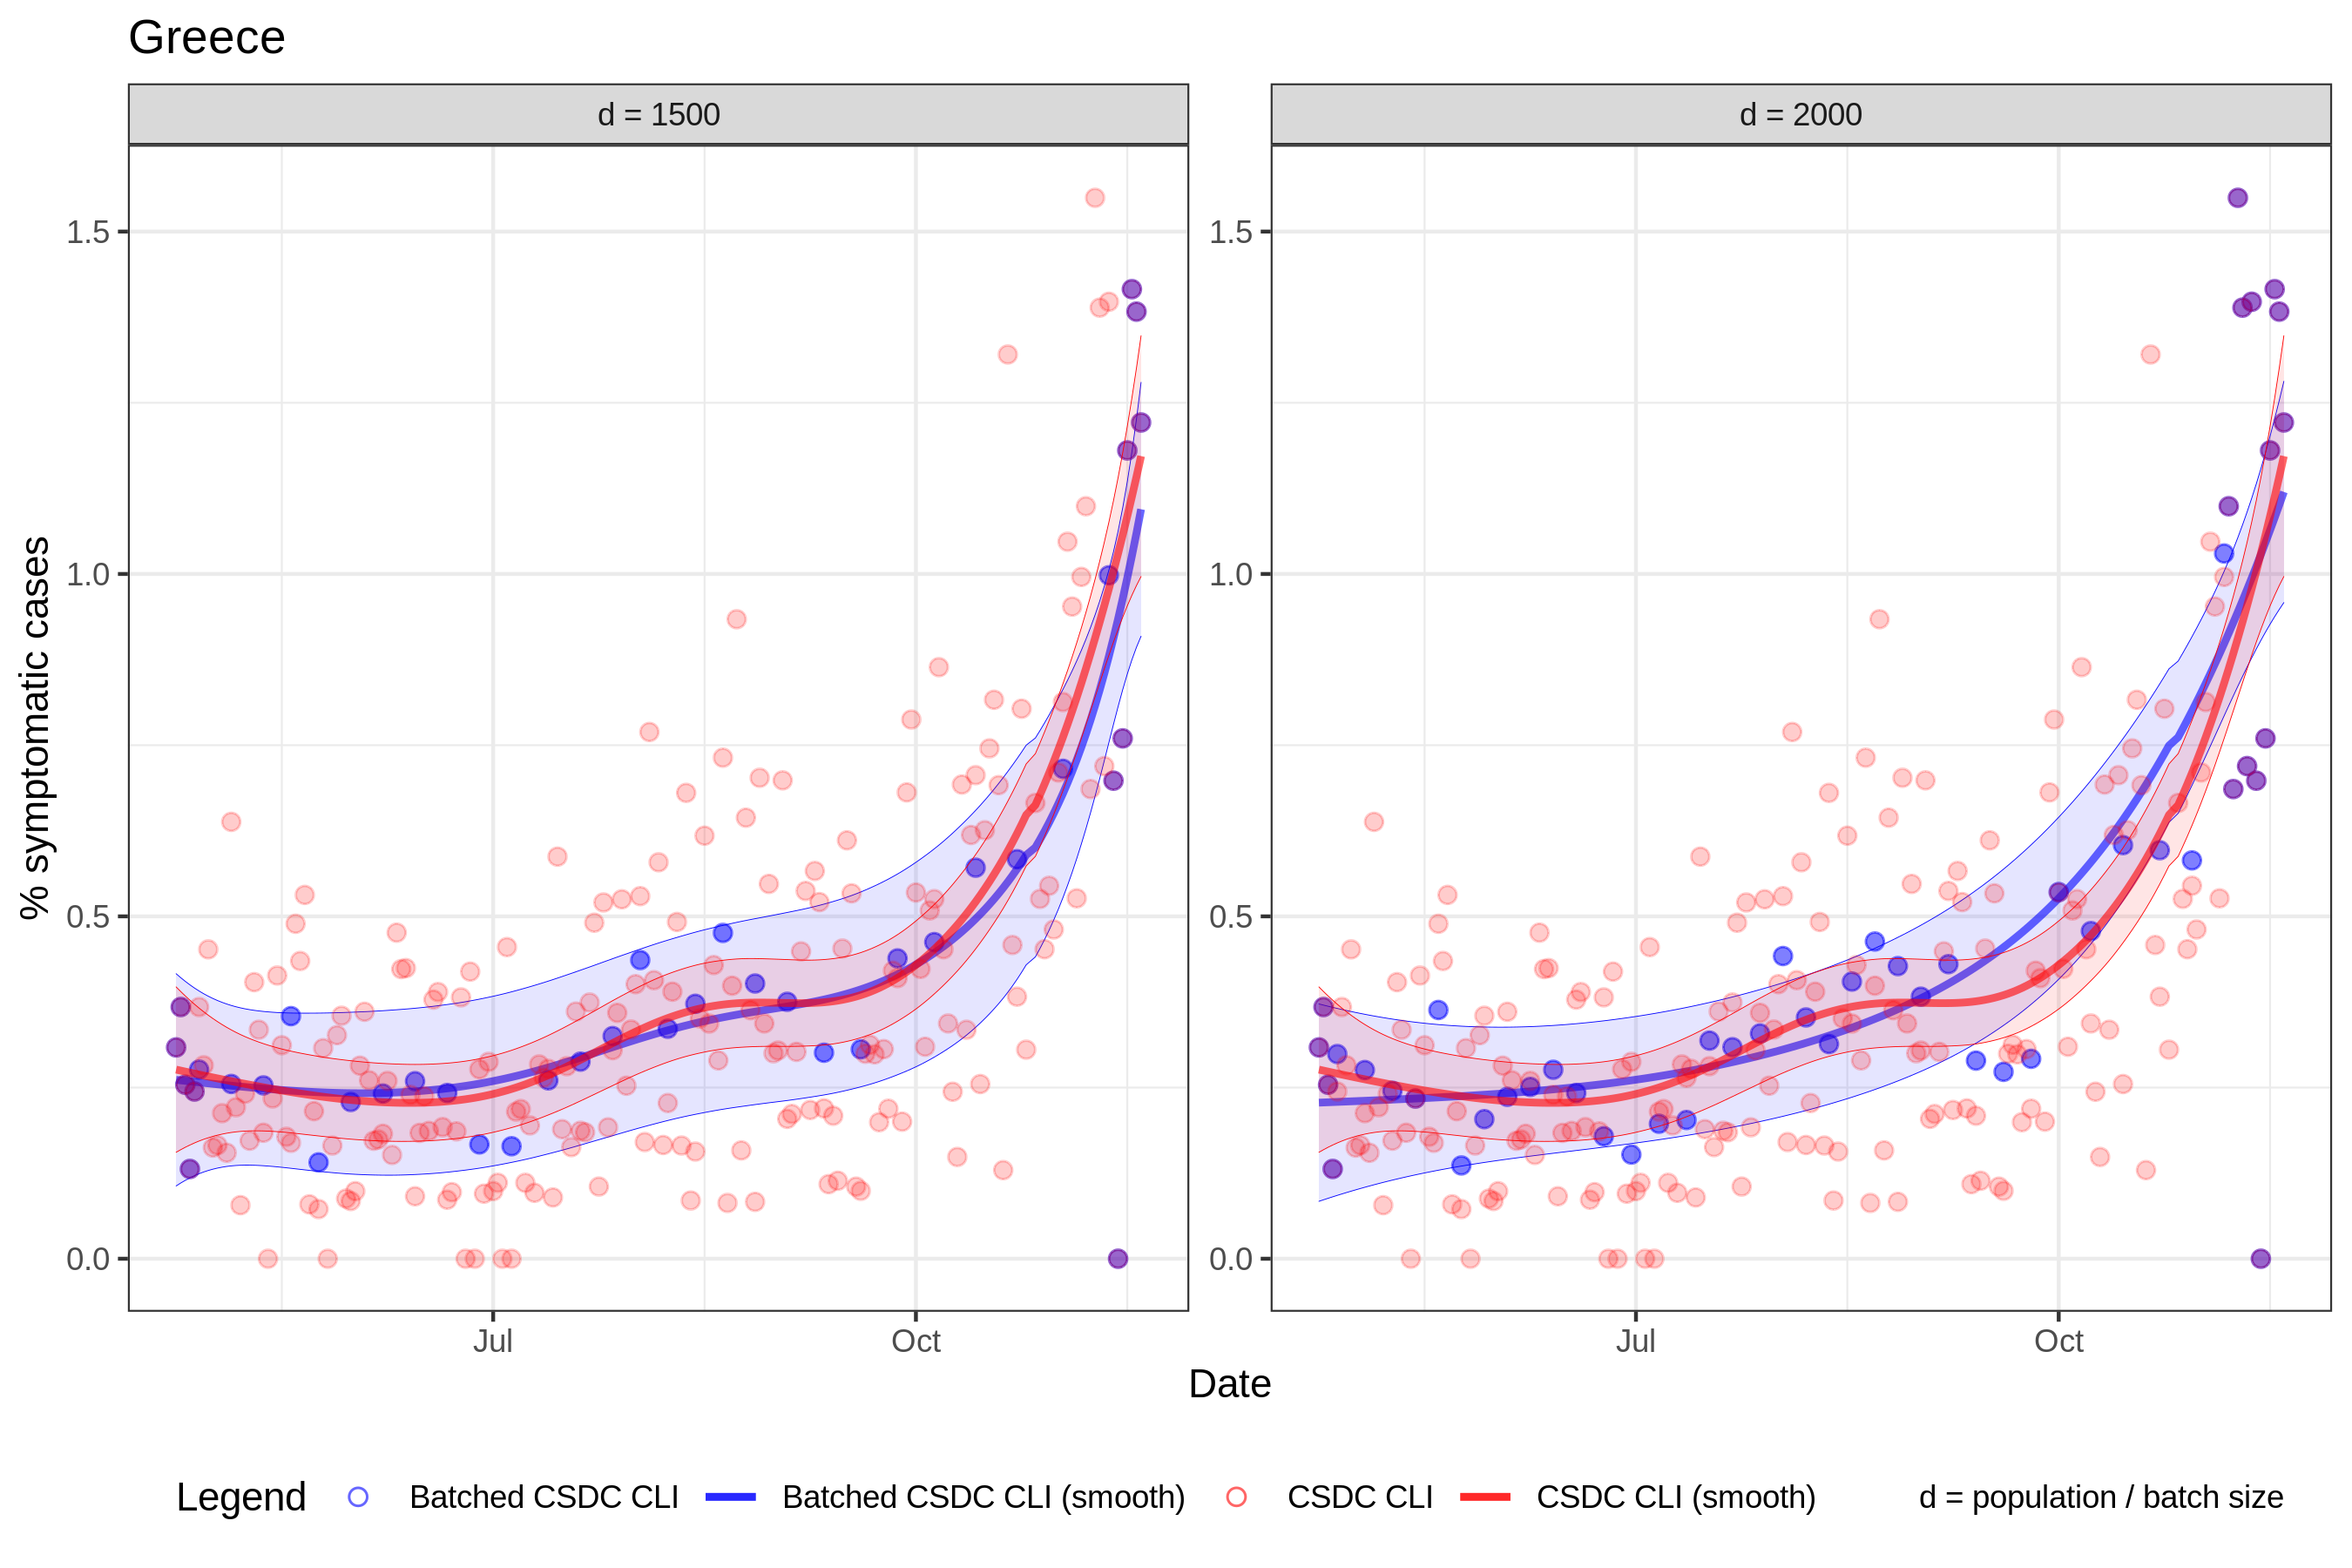 Greece
d = 1500
d = 2000
% symptomatic cases
1.5
1.0
0.5
0.0
1.5
1.0
0.5
0.0
Jul
Oct
Jul
Oct
Date
Legend
Batched CSDC CLI
Batched CSDC CLI (smooth)
CSDC CLI
CSDC CLI (smooth)
d = population / batch size